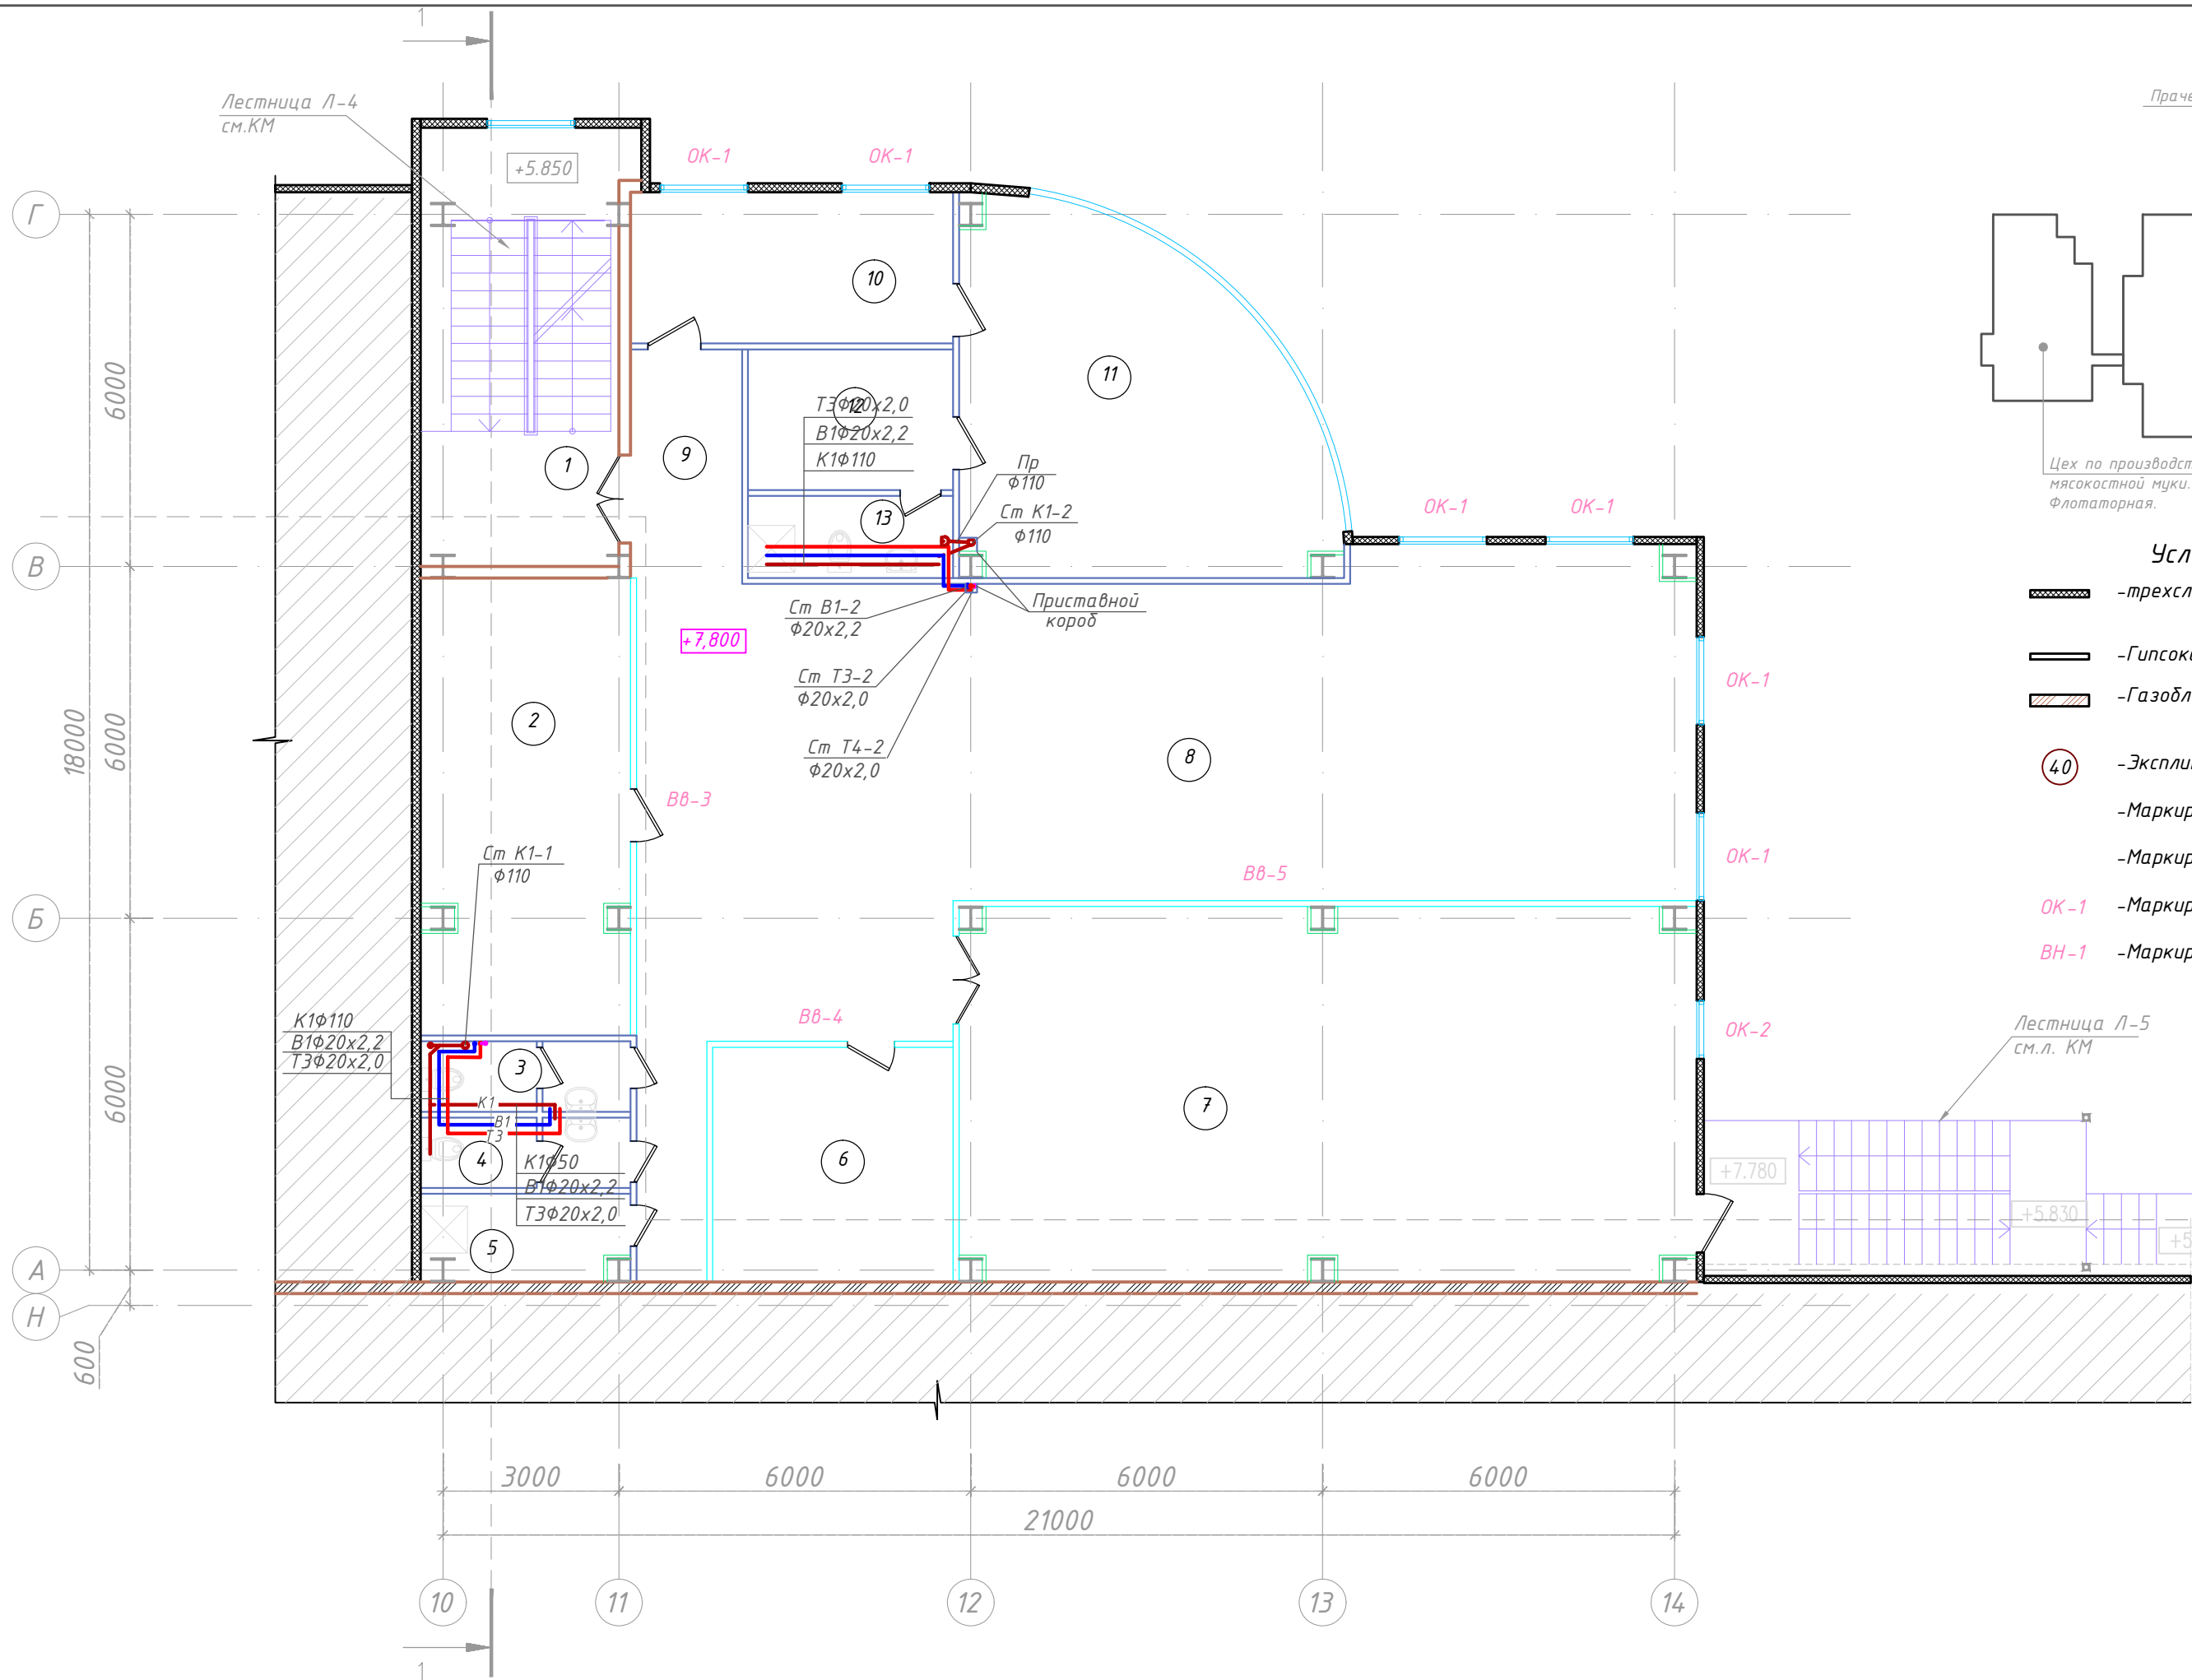 1
Лестница Л-4
см.КМ
+5.850
ОК-1
ОК-1
Праче
Г
10
11
12
Т3Ф20х2,0
В1Ф20х2,2
К1Ф110
9
1
13
Пр
Ф110
Ст К1-2
Ф110
ОК-1
ОК-1
Цех по производст
мясокостной муки.
Флотаторная.
6000
В
Усл
-трехсл
-Гипсока
-Газобл
40
-Эксплик
-Маркир
-Маркир
ОК-1
-Маркир
ВН-1
-Маркир
Ст В1-2
Ф20х2,2
Приставной
короб
+7,800
Ст Т3-2
Ф20х2,0
Ст Т4-2
Ф20х2,0
ОК-1
2
8
18000
6000
Вв-3
Ст К1-1
Ф110
Вв-5
ОК-1
Б
К1Ф110
В1Ф20х2,2
Т3Ф20х2,0
Вв-4
ОК-2
Лестница Л-5
см.л. КМ
3
К1
В1
Т3
4
К1Ф50
В1Ф20х2,2
Т3Ф20х2,0
5
6
7
6000
+7.780
+5.830
+5
А
Н
600
3000
6000
6000
6000
21000
10
11
12
13
14
1